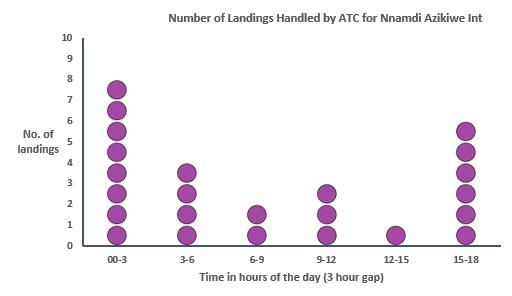 Number of Landings Handled by ATC for Nnamdi Azikiwe Int
10
9
8
7
6
5
4
3
2
1
0
No. of
landings
00-3 3-6 6-9 9-12 12-15 15-18
Time in hours of the day (3 hour gap)